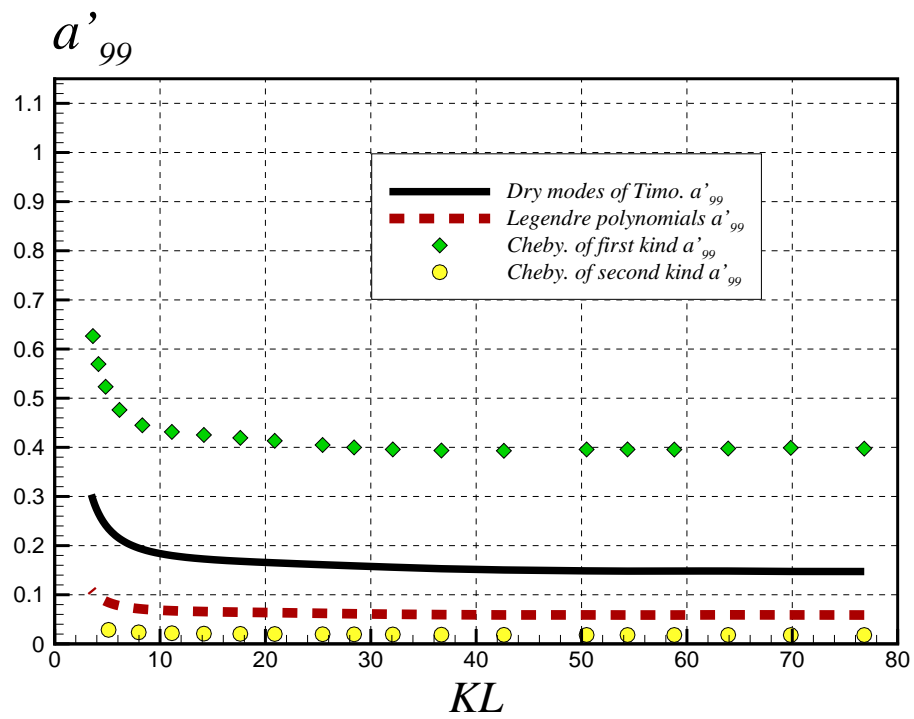 a’99
1.1
1
0.9
0.8
0.7
0.6
0.5
0.4
0.3
0.2
0.1
0
Dry modes of Timo. a’99
Legendre polynomials a’99
Cheby. of first kind a’99
Cheby. of second kind a’99
0 10 20 30 40 50 60 70 80
KL